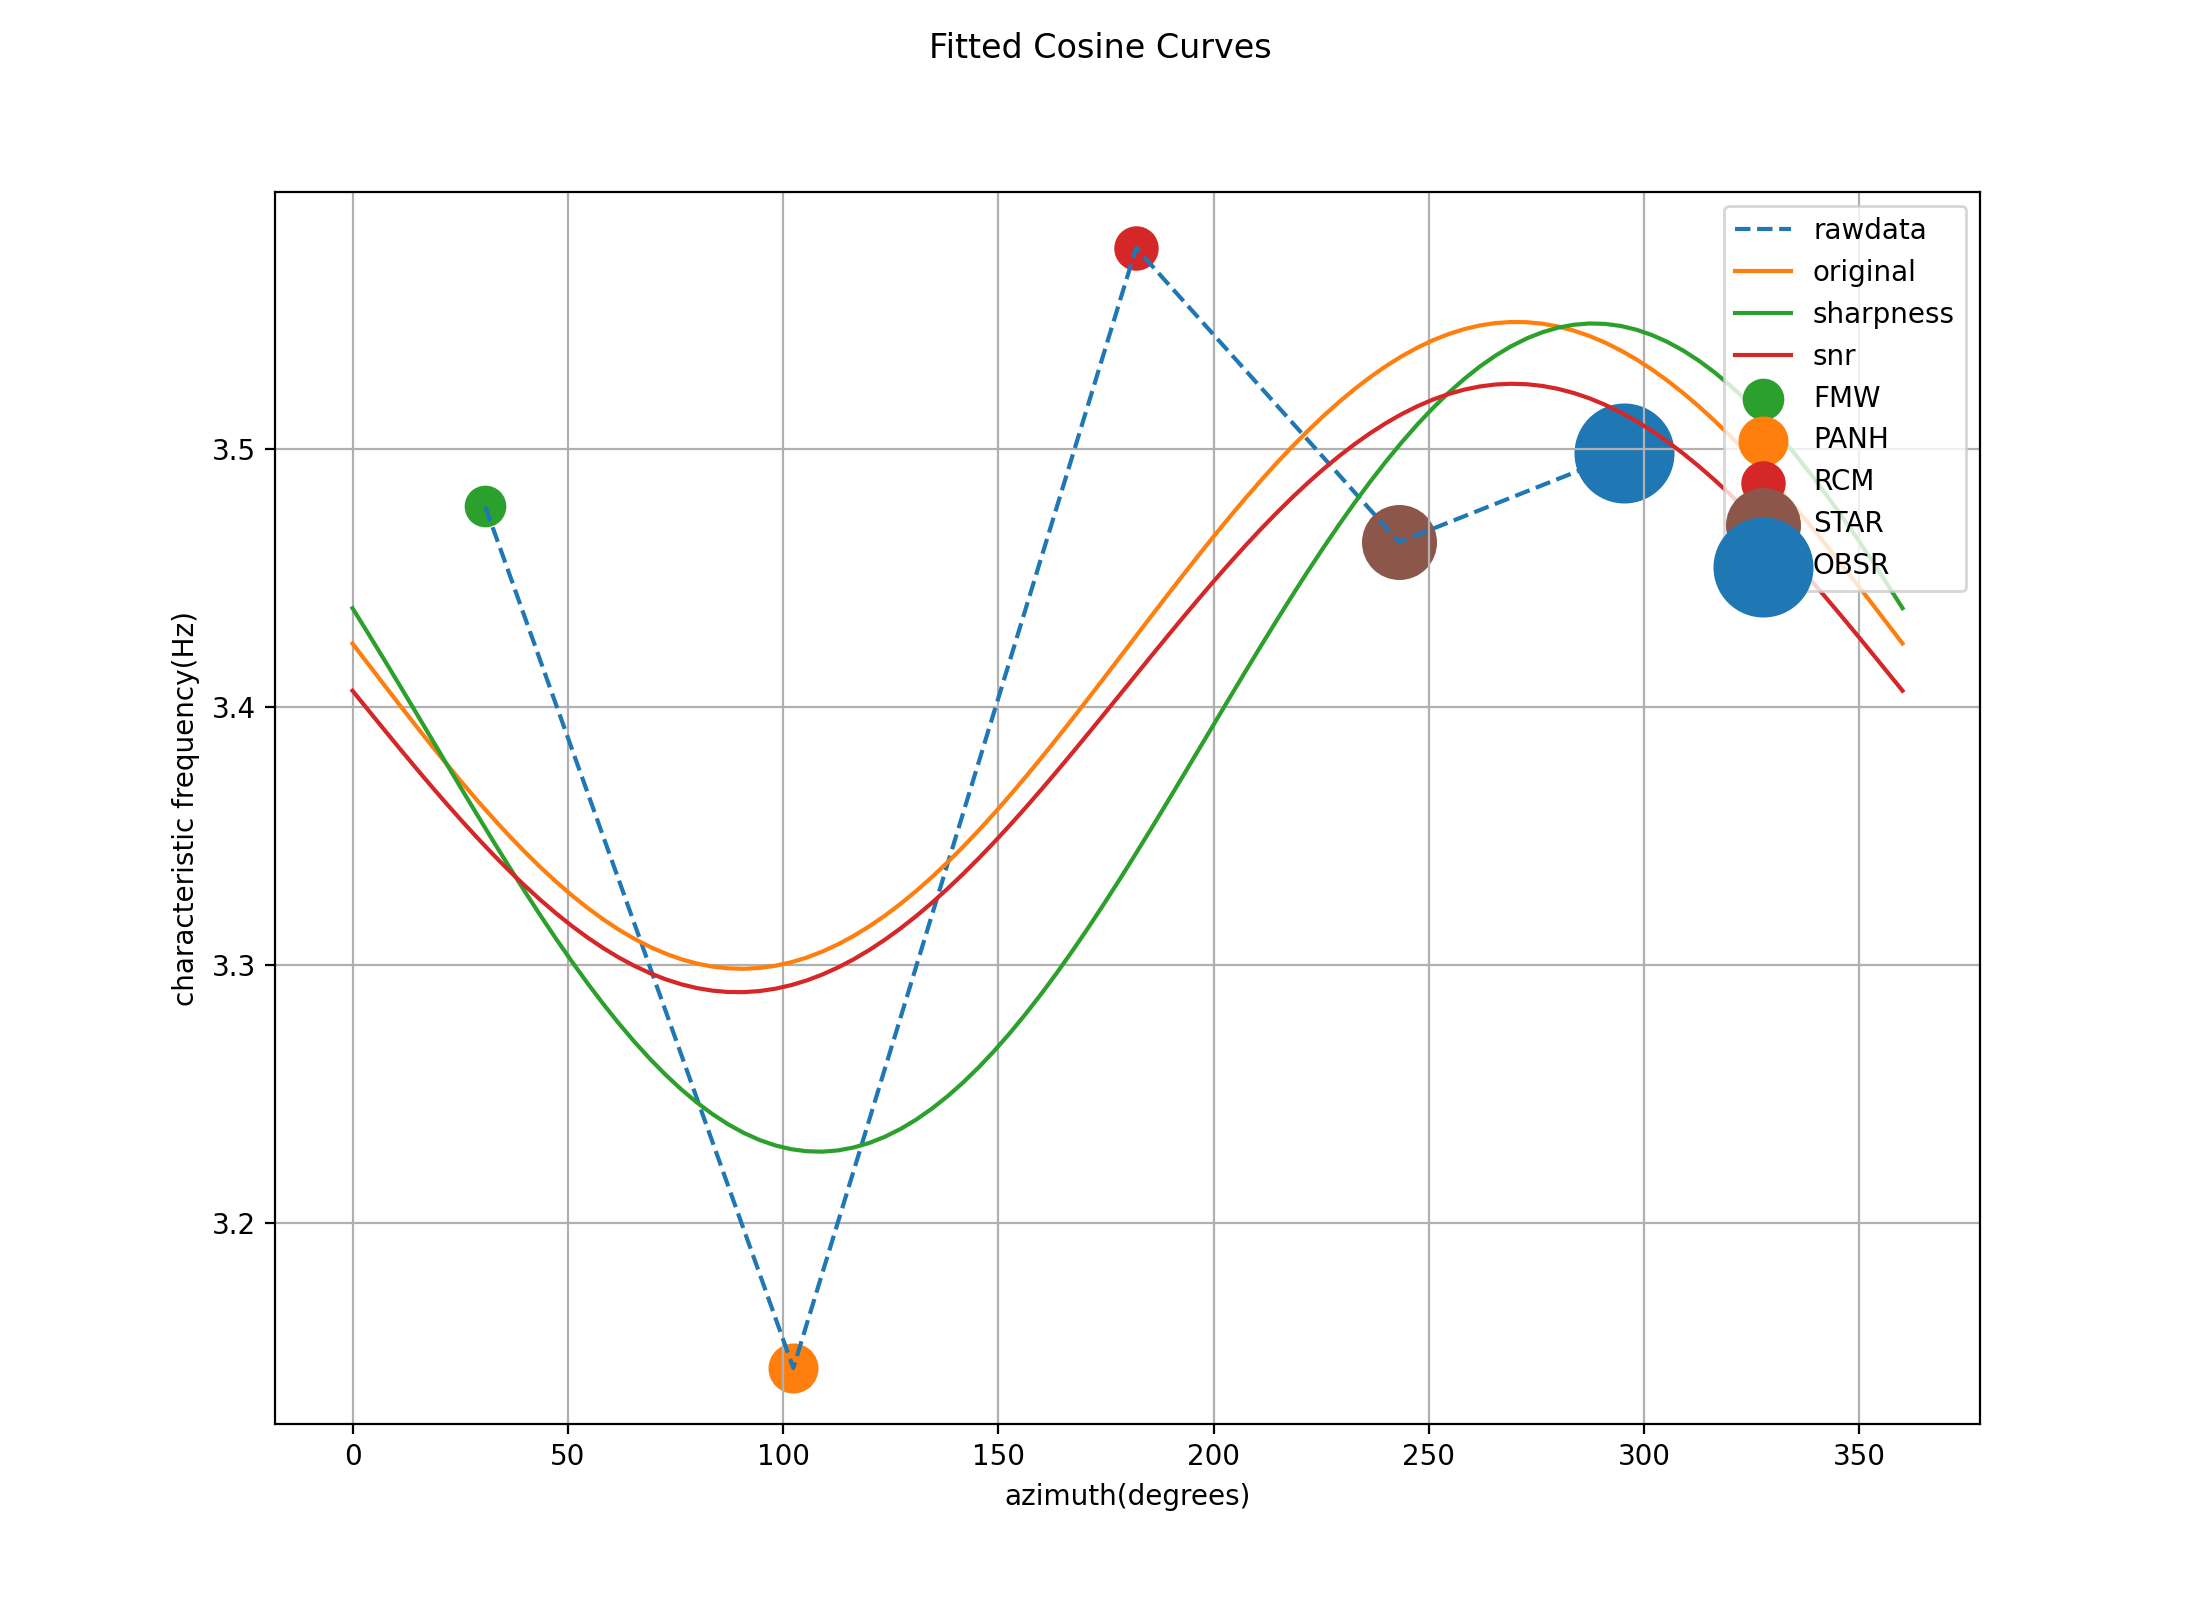 Fitted Cosine Curves
rawdata
original
sharpness
snr
FMW
PANH
RCM
STAR
OBSR
characteristic frequency(Hz)
3.5
3.4
3.3
3.2
0 50 100 150 200 250 300 350
azimuth(degrees)